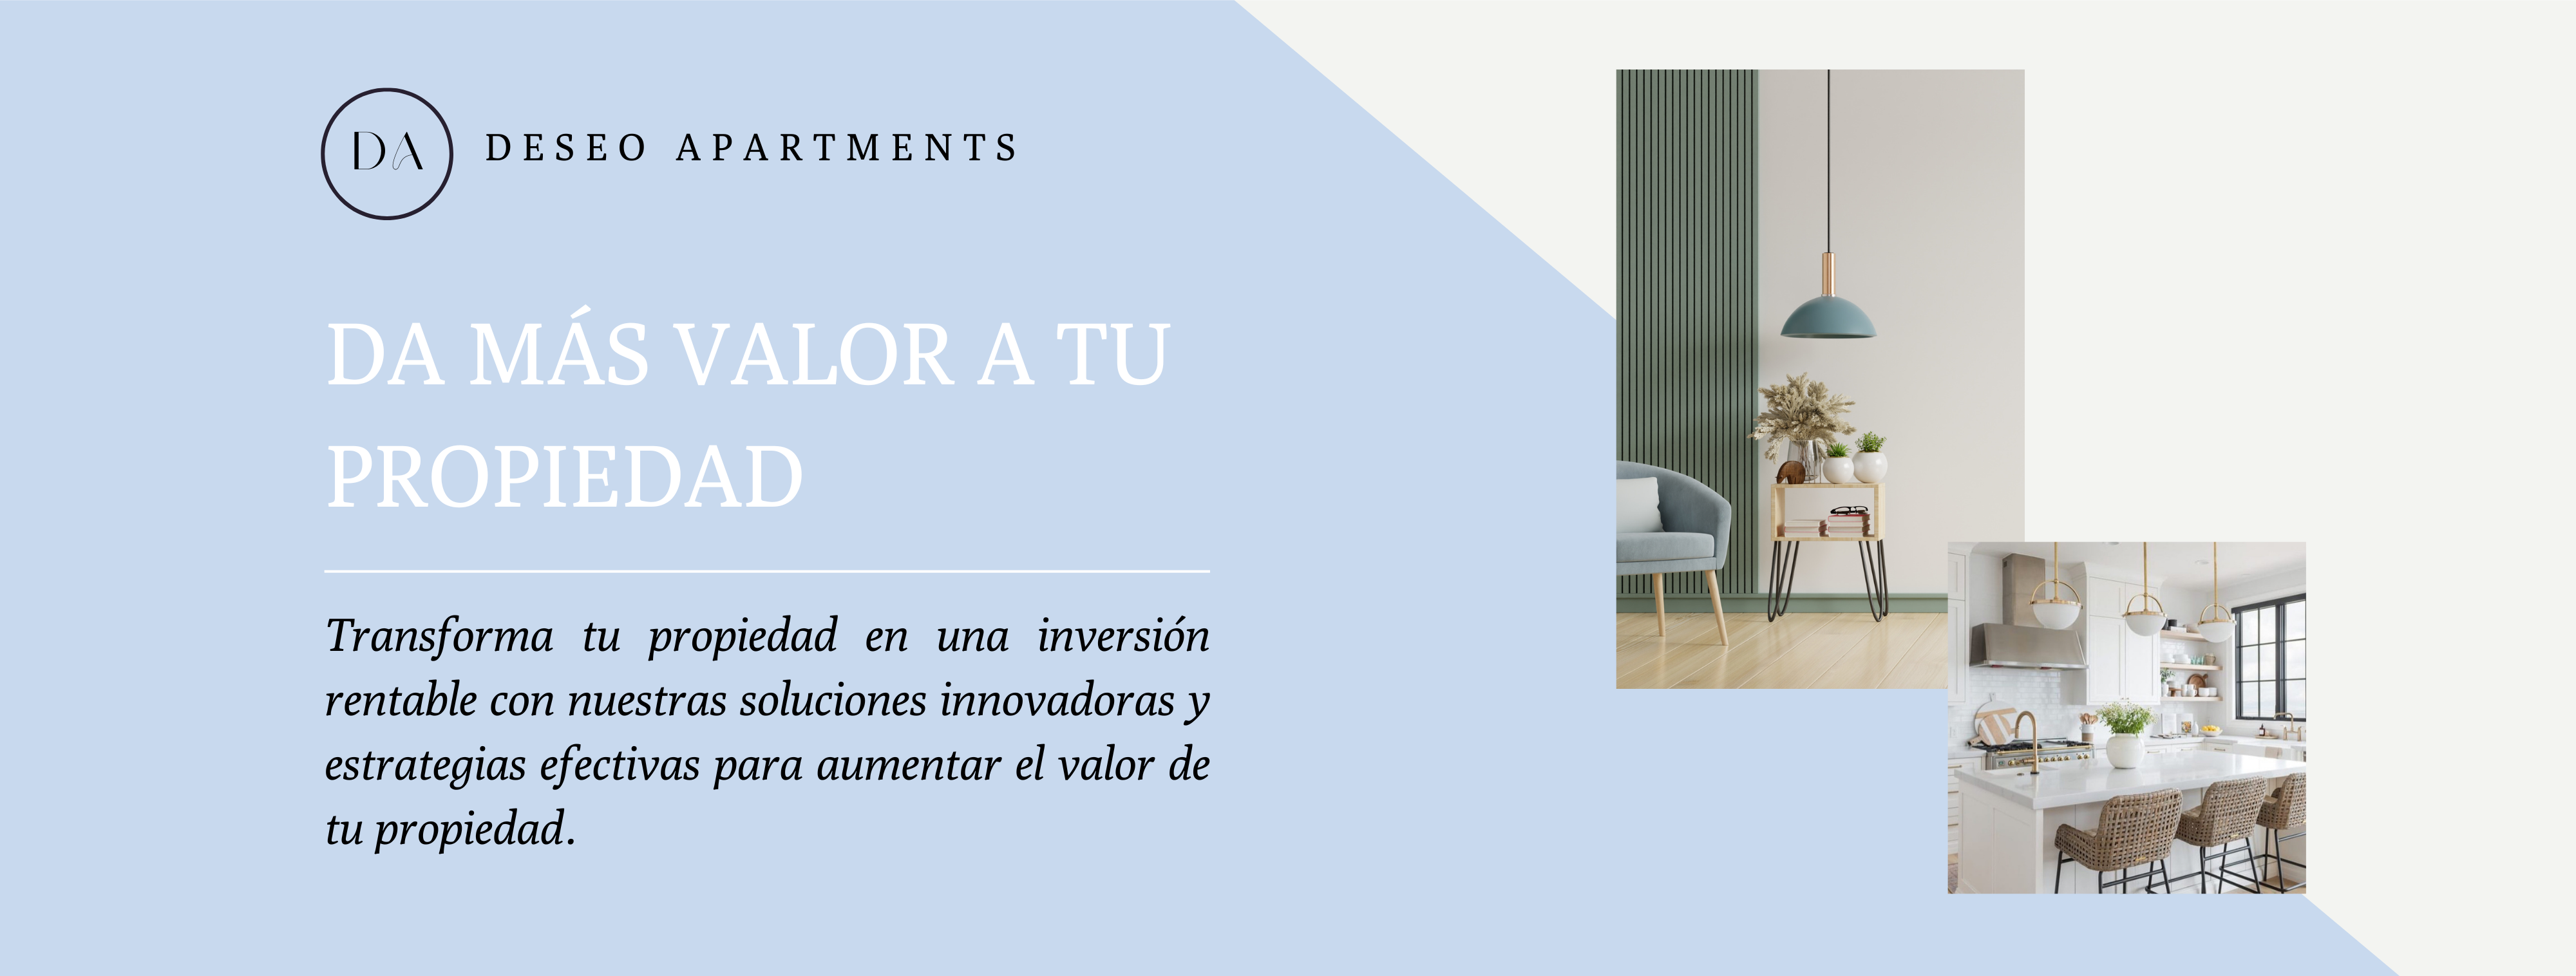 DA
DESEO APARTMENTS
DA MÁS VALOR A TU
PROPIEDAD
Transforma tu propiedad en una inversión
rentable con nuestras soluciones innovadoras y
estrategias efectivas para aumentar el valor de
tu propiedad.